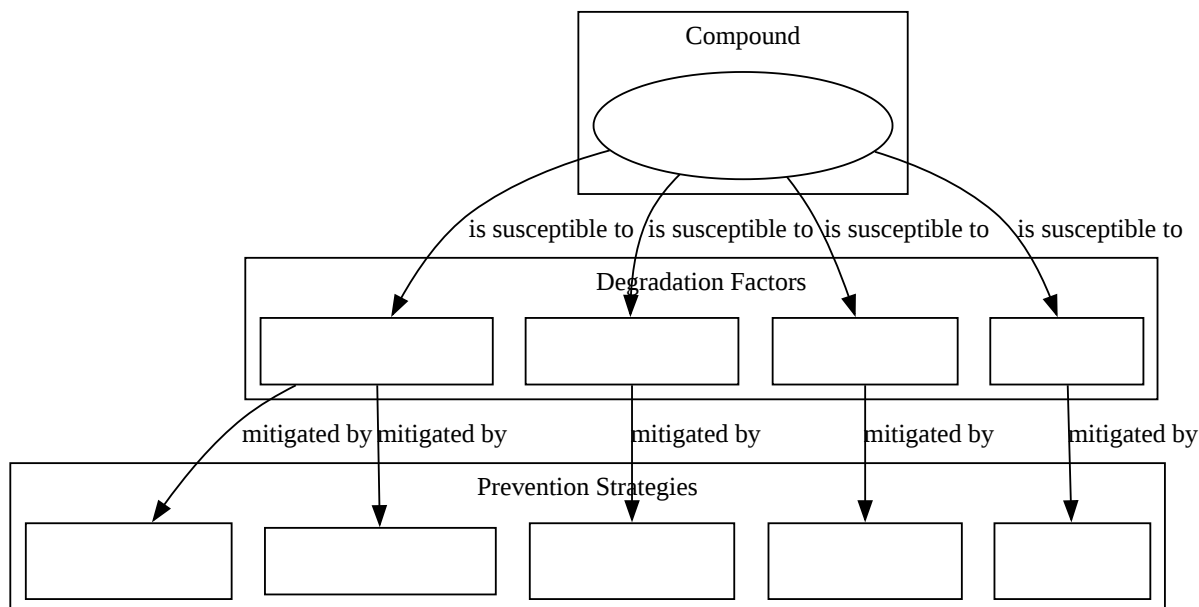 Compound
is susceptible to
is susceptible to
is susceptible to
is susceptible to
Degradation Factors
mitigated by
mitigated by
mitigated by
mitigated by
mitigated by
Prevention Strategies